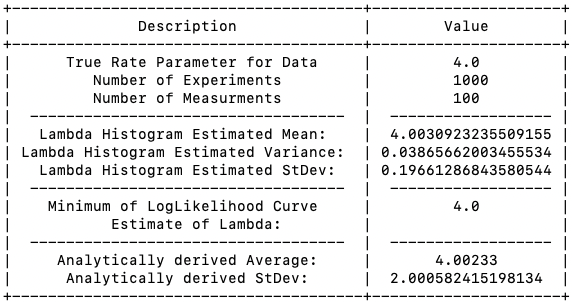 +---------------------------------------+---------------------+
| Description | Value |
+---------------------------------------+---------------------+
| True Rate Parameter for Data | 4.0 |
| Number of Experiments | 1000 |
| Number of Measurments | 100 |
| ----------------------------------- | ------------------ |
| Lambda Histogram Estimated Mean: | 4.0030923235509155 |
| Lambda Histogram Estimated Variance: | 0.03865662003455534 |
| Lambda Histogram Estimated StDev: | 0.19661286843580544 |
| ----------------------------------- | ------------------ |
| Minimum of LogLikelihood Curve | 4.0 |
| Estimate of Lambda: | |
| ----------------------------------- | ------------------ |
| Analytically derived Average: | 4.00233 |
| Analytically derived StDev: | 2.000582415198134 |
+---------------------------------------+---------------------+